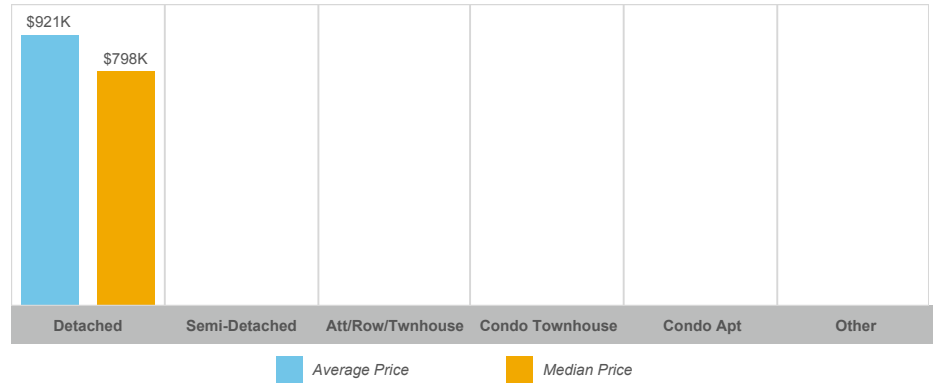 $921K
$798K
Detached Semi-Detached Att/Row/Twnhouse Condo Townhouse Condo Apt Other
Average Price Median Price